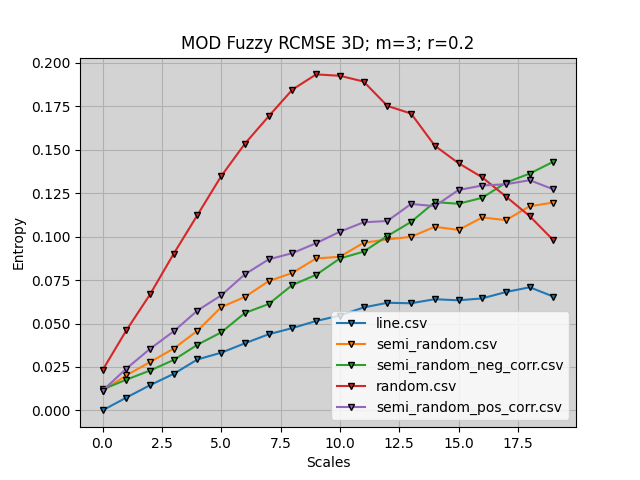 MOD Fuzzy RCMSE 3D; m=3; r=0.2
0.200
0.175
0.150
0.125
0.100
0.075
0.050
0.025
0.000
Entropy
line.csv
semi_random.csv
semi_random_neg_corr.csv
random.csv
semi_random_pos_corr.csv
0.0 2.5 5.0 7.5 10.0 12.5 15.0 17.5
Scales